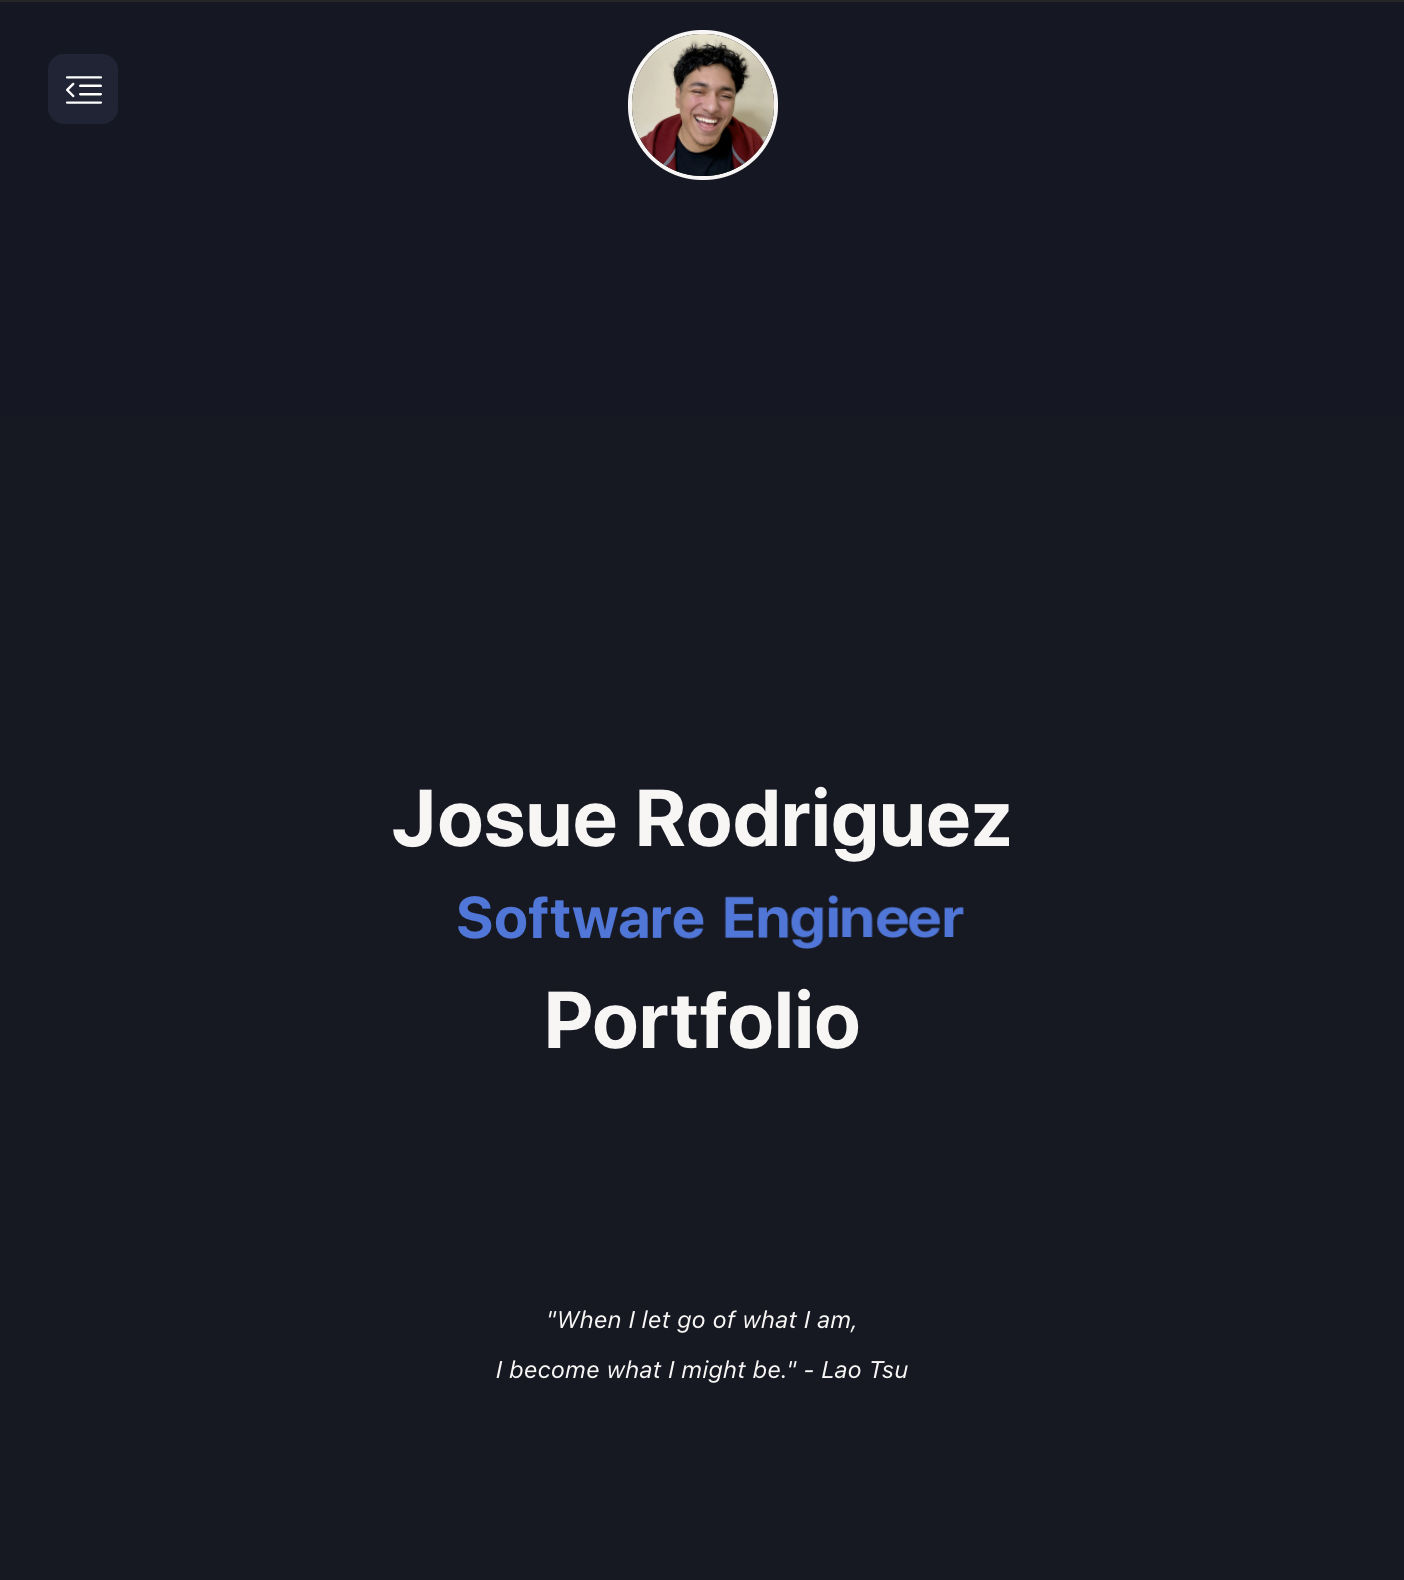 Josue Rodriguez
Software Engineer
Portfolio
"When I let go of what I am,
I become what I might be." - Lao Tsu